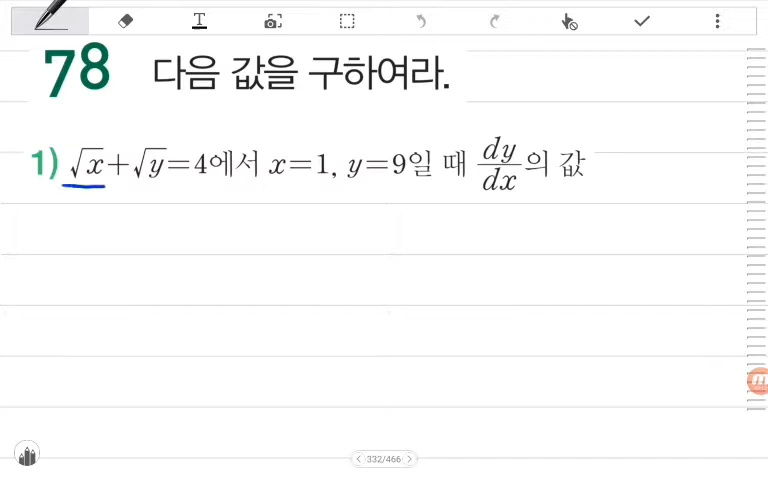 T
78 다음 값을 구하여라.
1) √x+√y=4에서 x=1, y=9일 때 dy/dx의 값
332/466